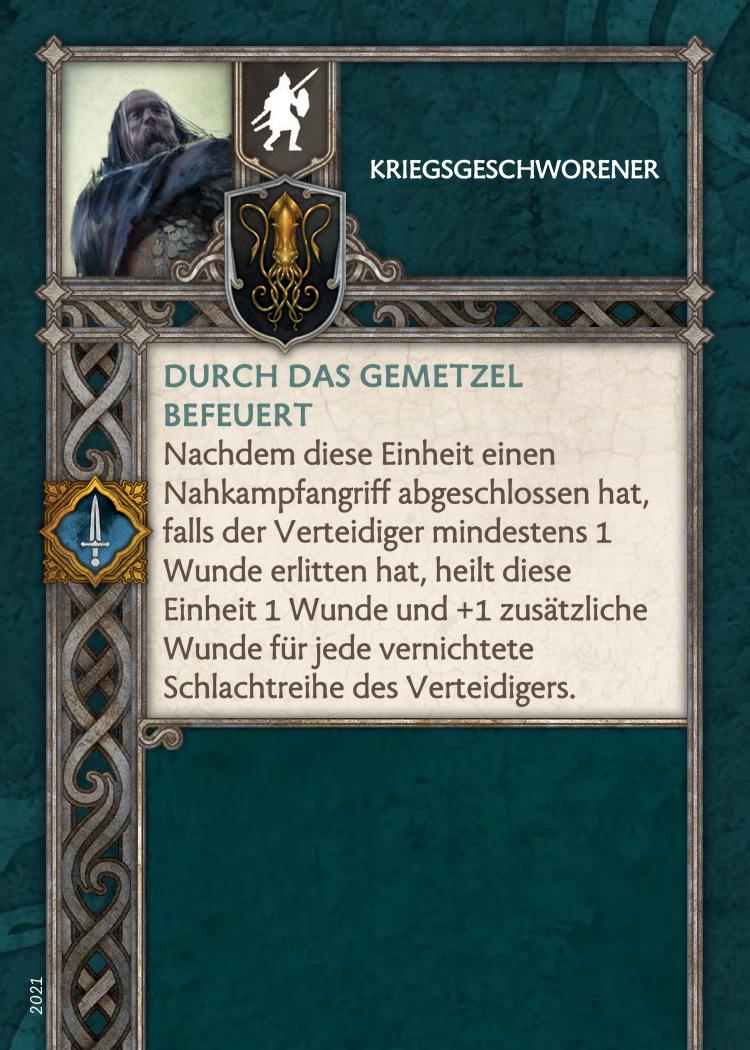 KRIEGSGESCHWORENER
DURCH DAS GEMETZEL
BEFEUERT
Nachdem diese Einheit einen
Nahkampfangriff abgeschlossen hat,
falls der Verteidiger mindestens 1
Wunde erlitten hat, heilt diese
Einheit 1 Wunde und +1 zusätzliche
Wunde für jede vernichtete
Schlachtreihe des Verteidigers.
2021